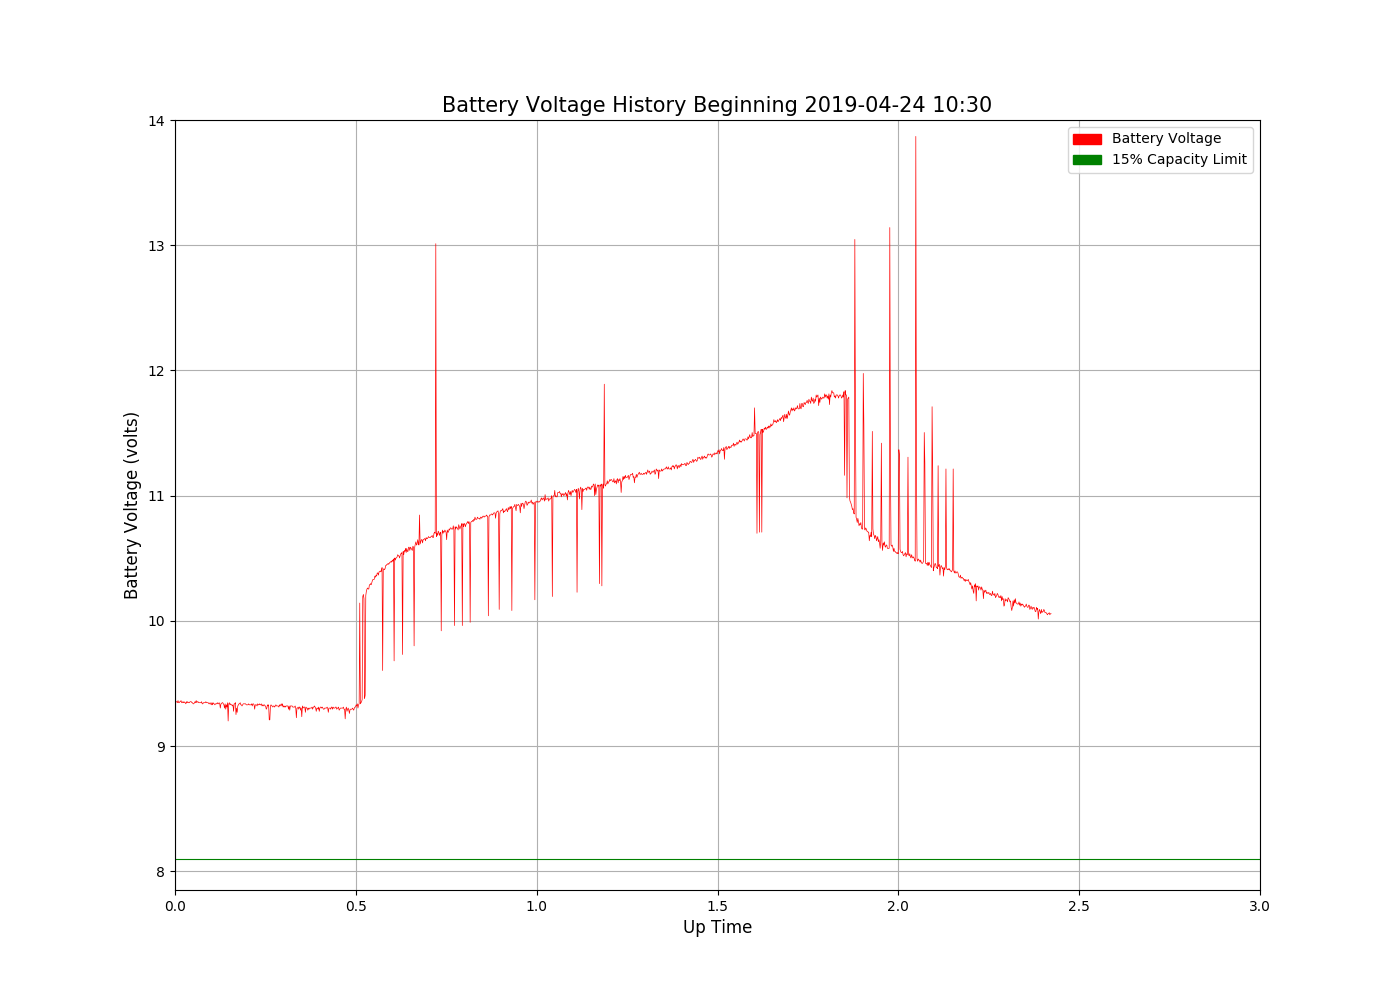 Battery Voltage History Beginning 2019-04-24 10:30
Battery Voltage
15% Capacity Limit
14
13
12
11
10
9
8
Battery Voltage (volts)
0.0 0.5 1.0 1.5 2.0 2.5 3.0
Up Time